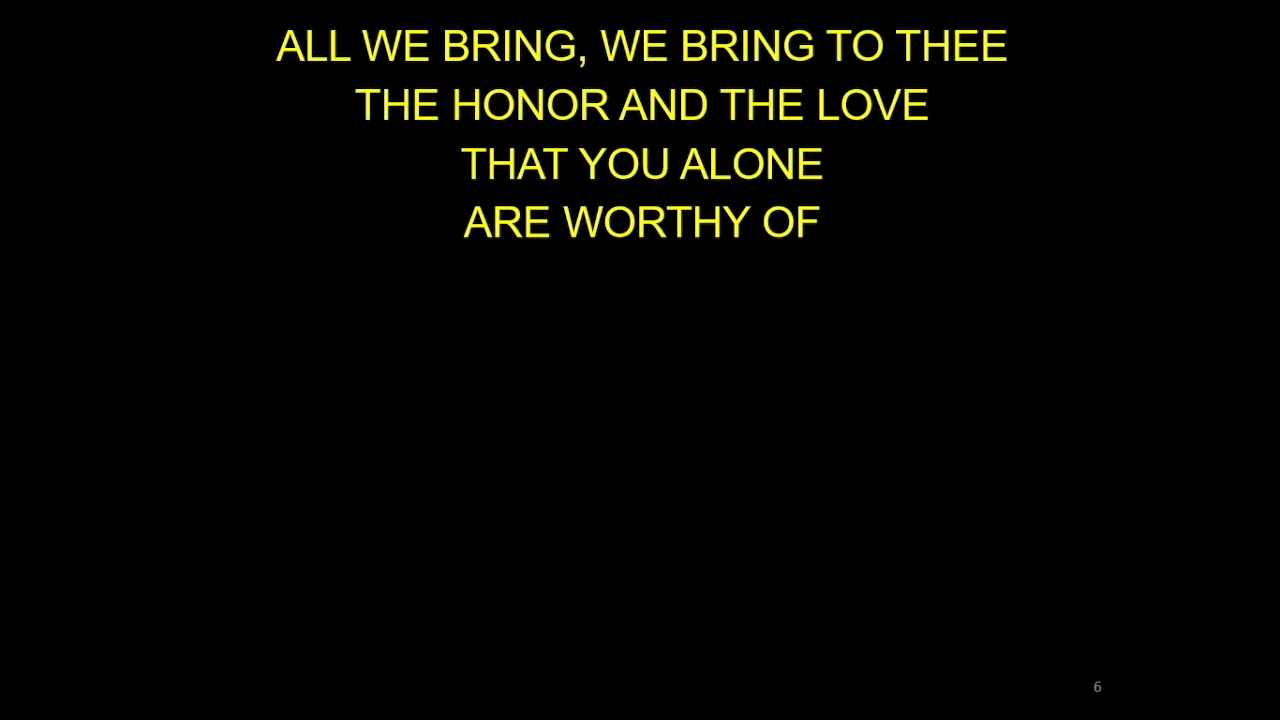 ALL WE BRING, WE BRING TO THEE
THE HONOR AND THE LOVE
THAT YOU ALONE
ARE WORTHY OF
6